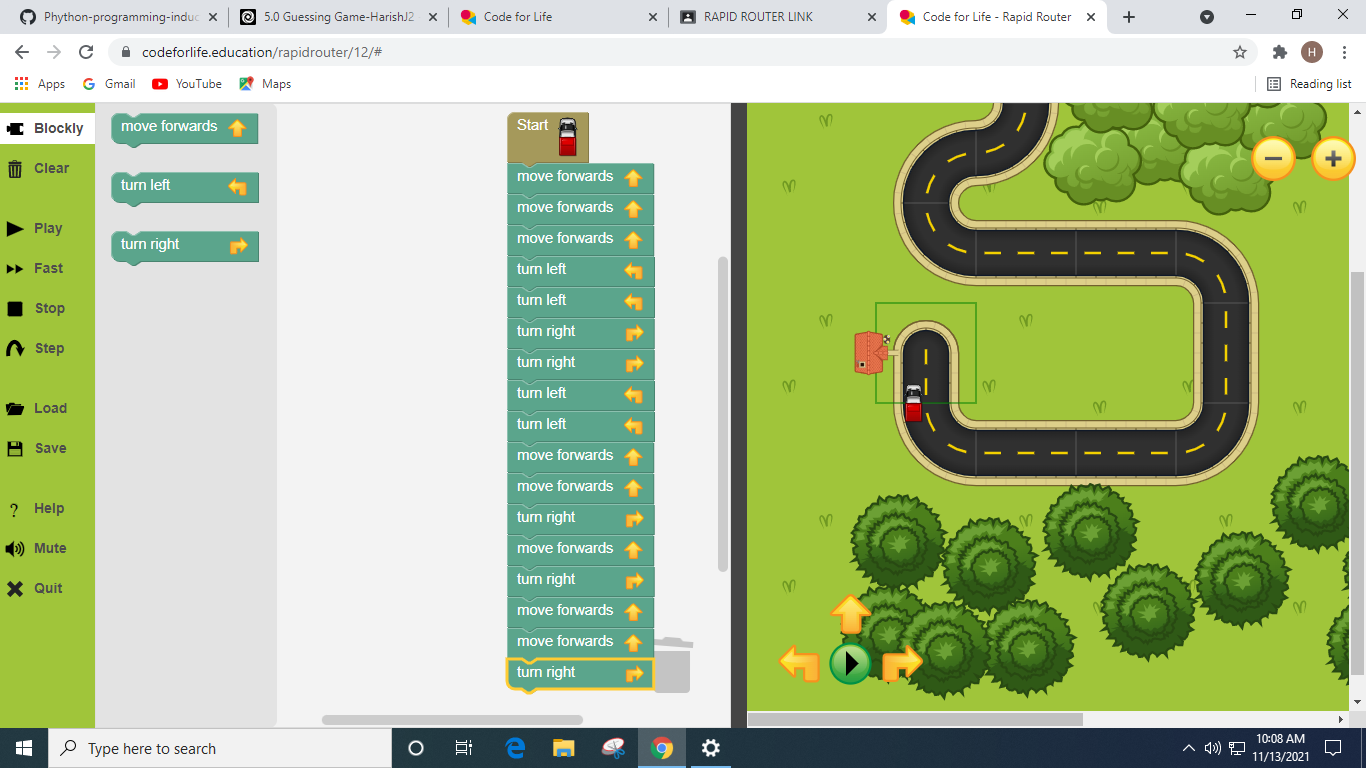 Phython-programming-induc
5.0 Guessing Game-HarishJ2
Code for Life
RAPID ROUTER LINK
Code for Life - Rapid Router
codeforlife.education/rapidrouter/12/#
H
Apps
Gmail
YouTube
Maps
Reading list
Blockly
Clear
Play
Fast
Stop
Step
Load
Save
Help
Mute
Quit
move forwards
turn left
turn right
Start
move forwards
move forwards
move forwards
turn left
turn left
turn right
turn right
turn left
turn left
move forwards
move forwards
turn right
move forwards
turn right
move forwards
move forwards
turn right
Type here to search
10:08 AM
11/13/2021